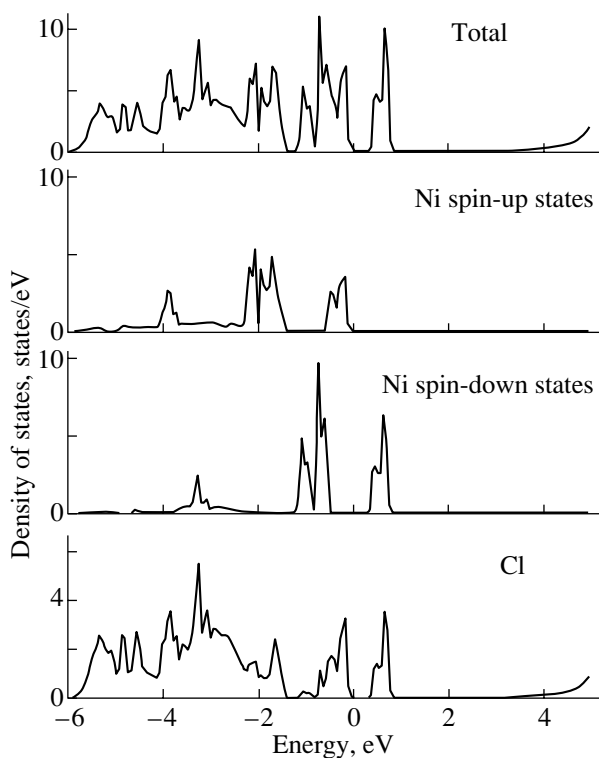 10
Total
0
10
Ni spin-up states
0
10
Ni spin-down states
0
Density of states, states/eV
Cl
4
0
−6 −4 −2 0 2 4
Energy, eV